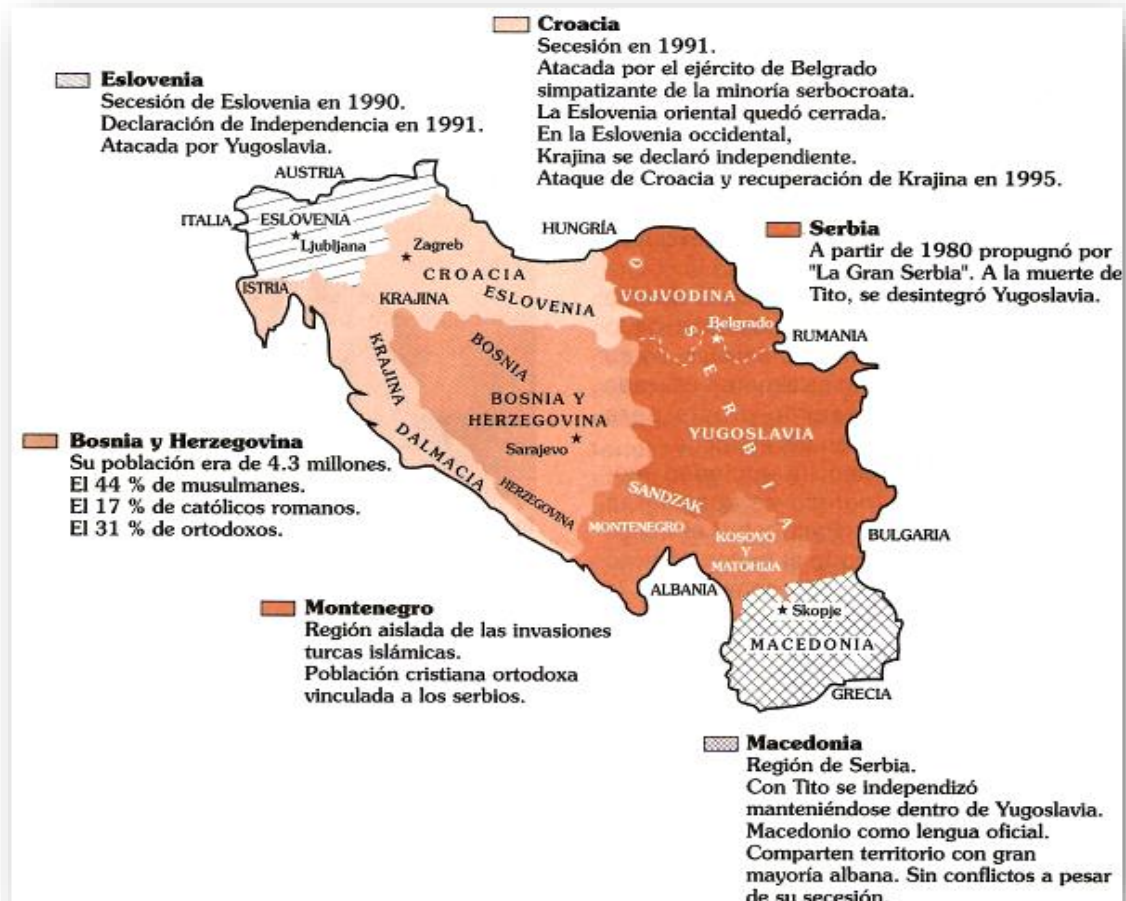 Croacia
Secesión en 1991.
Atacada por el ejército de Belgrado
simpatizante de la minoría serbocroata.
La Eslovenia oriental quedó cerrada.
En la Eslovenia occidental,
Krajina se declaró independiente.
Ataque de Croacia y recuperación de Krajina en 1995.
Eslovenia
Secesión de Eslovenia en 1990.
Declaración de Independencia en 1991.
Atacada por Yugoslavia.
Serbia
A partir de 1980 propugnó por
"La Gran Serbia". A la muerte de
Tito, se desintegró Yugoslavia.
AUSTRIA
ITALIA
ESLOVENIA
Ljubljana
HUNGRÍA
Zagreb
CROACIA
ISTRIA
KRAJINA
ESLOVENIA
VOJVODINA
Belgrado
RUMANIA
KRAJINA
BOSNIA
BOSNIA Y
HERZEGOVINA
Sarajevo
DALMACIA
HERZEGOVINA
SERBIA
YUGOSLAVIA
SANDZAK
MONTENEGRO
KOSOVO
Y
MATOHIJA
BULGARIA
ALBANIA
Skopje
MACEDONIA
GRECIA
Bosnia y Herzegovina
Su población era de 4.3 millones.
El 44 % de musulmanes.
El 17 % de católicos romanos.
El 31 % de ortodoxos.
Montenegro
Región aislada de las invasiones
turcas islámicas.
Población cristiana ortodoxa
vinculada a los serbios.
Macedonia
Región de Serbia.
Con Tito se independizó
manteniéndose dentro de Yugoslavia.
Macedonio como lengua oficial.
Comparten territorio con gran
mayoría albana. Sin conflictos a pesar
de su secesión.